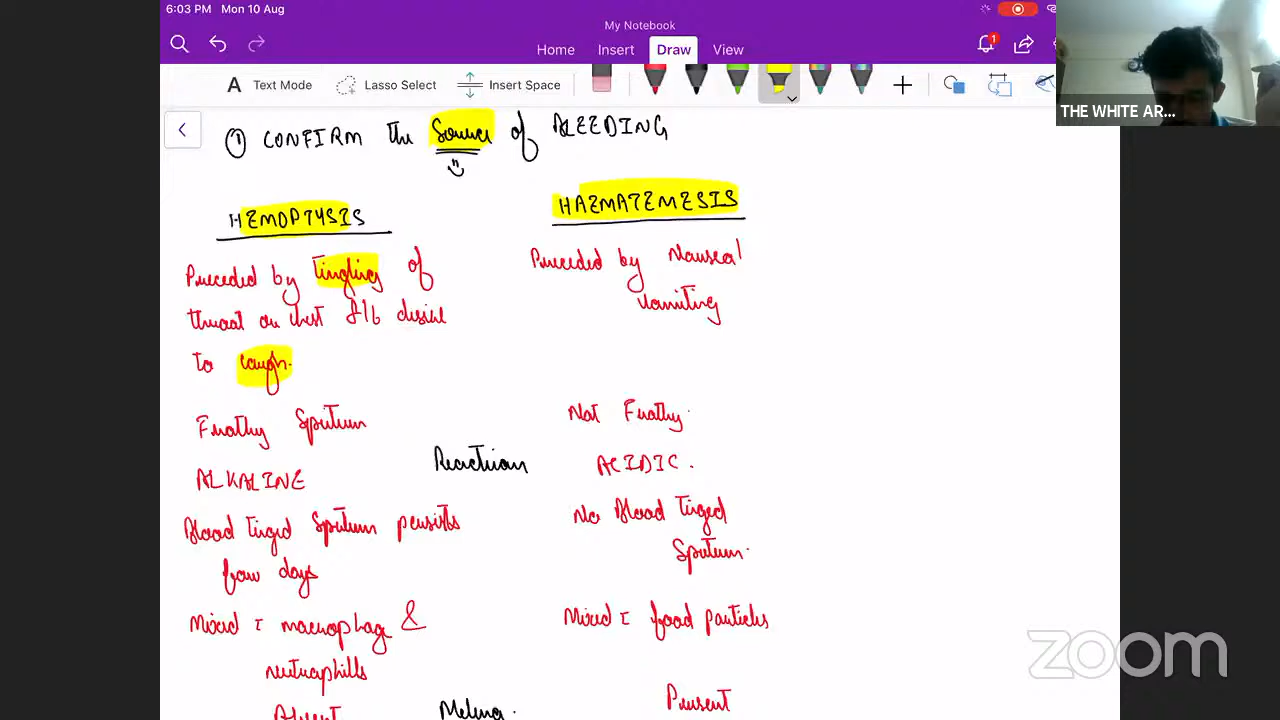 6:03 PM Mon 10 Aug
My Notebook
Home Insert Draw View
1
A Text Mode Lasso Select Insert Space
THE WHITE AR...
① CONFIRM the Source of BLEEDING
HEMOPTYSIS HAEMATEMESIS
Preceded by Tingling of Preceded by Nausea/
throat or chest f/b desire vomiting
to cough.
Frothy Sputum Not Frothy.
ALKALINE Reaction ACIDIC.
Blood Tinged Sputum persists No Blood Tinged
few days Sputum.
Mixed c macrophage & Mixed c food particles
neutrophills
Absent Melena. Present
zoom